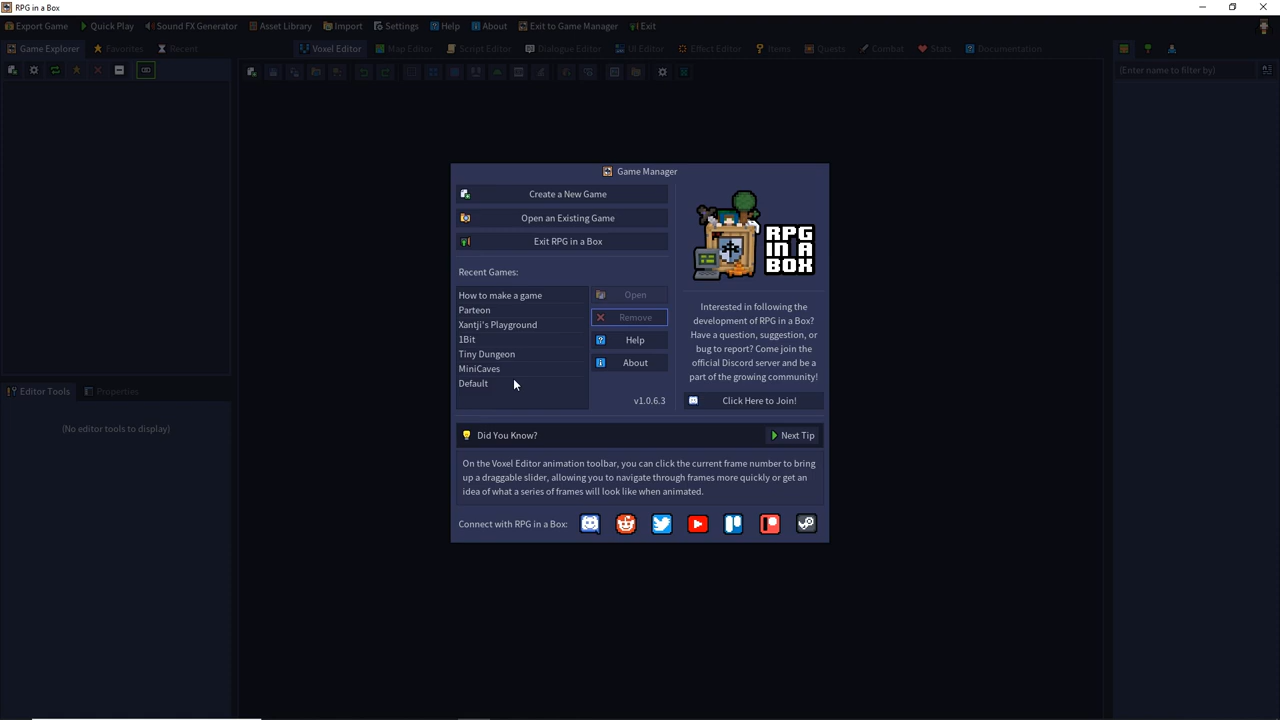 RPG in a Box
Export Game Quick Play Sound FX Generator Asset Library Import Settings Help About Exit to Game Manager Exit
Game Explorer Favorites Recent Voxel Editor Map Editor Script Editor Dialogue Editor UI Editor Effect Editor Items Quests Combat Stats Documentation
(Enter name to filter by)
Game Manager
Create a New Game
Open an Existing Game
Exit RPG in a Box
RPG
IN A
BOX
Recent Games:
How to make a game
Parteon
Xantji's Playground
1Bit
Tiny Dungeon
MiniCaves
Default
Open
Remove
Help
About
v1.0.6.3
Interested in following the
development of RPG in a Box?
Have a question, suggestion, or
bug to report? Come join the
official Discord server and be a
part of the growing community!
Click Here to Join!
Editor Tools Properties
(No editor tools to display)
Did You Know? Next Tip
On the Voxel Editor animation toolbar, you can click the current frame number to bring
up a draggable slider, allowing you to navigate through frames more quickly or get an
idea of what a series of frames will look like when animated.
Connect with RPG in a Box: